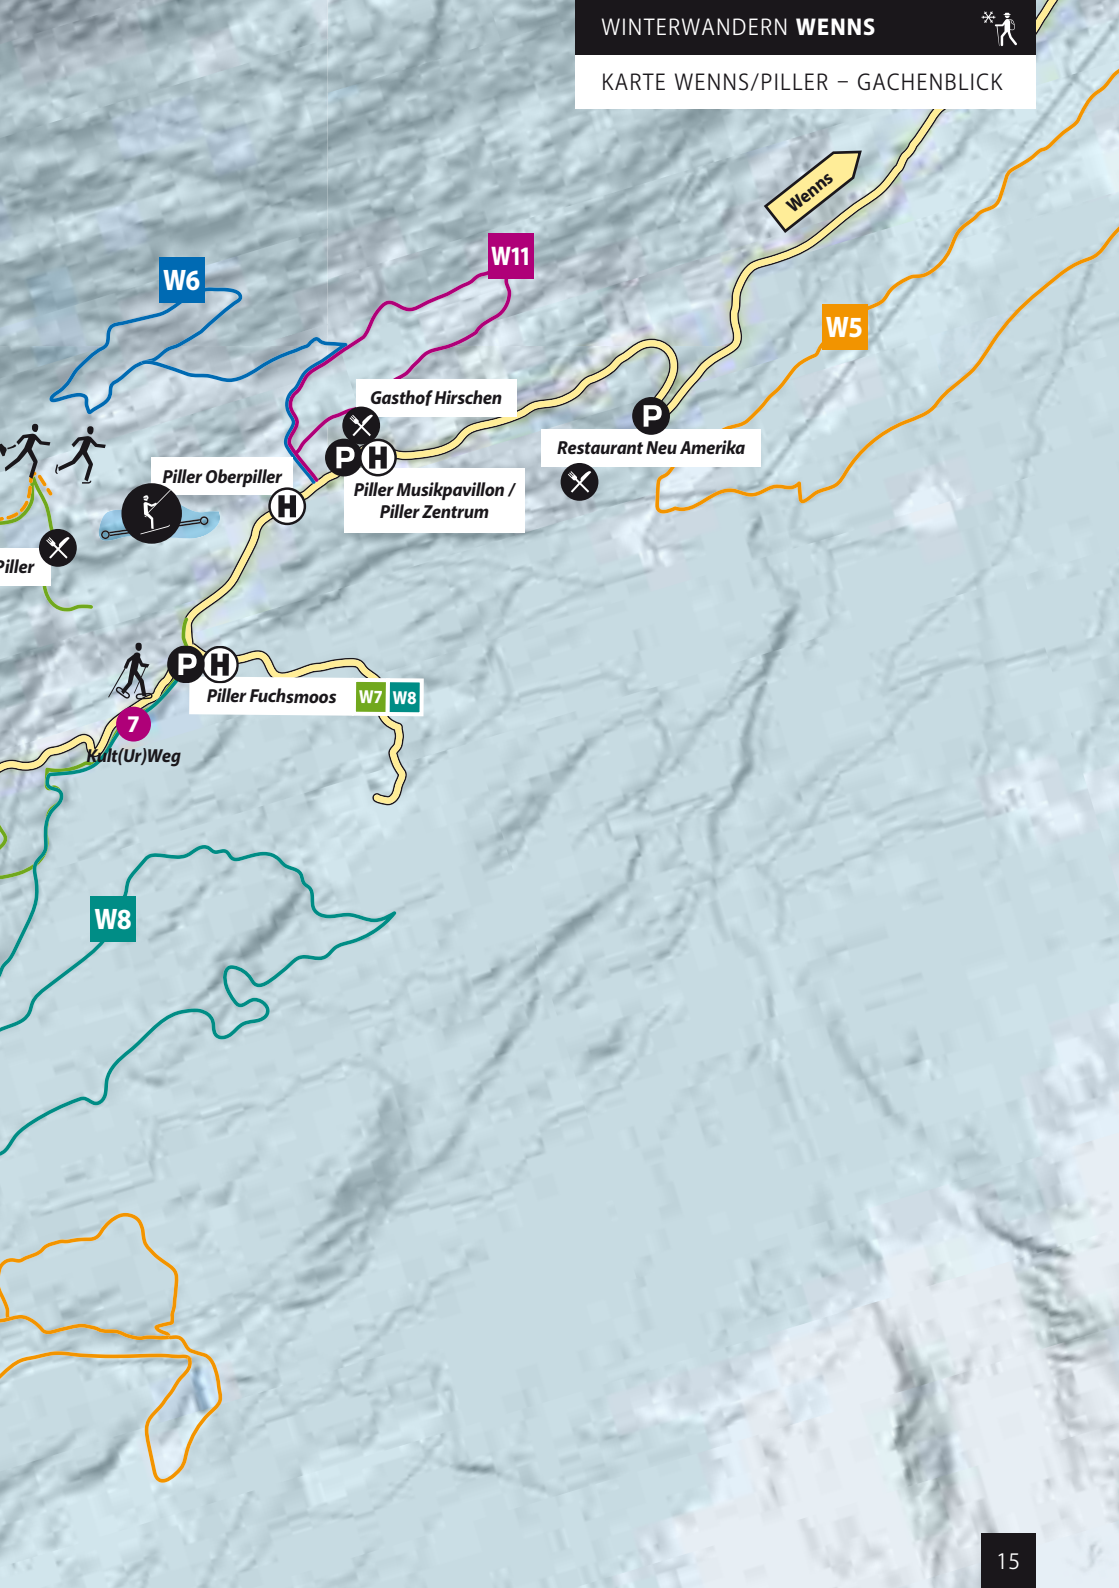 WINTERWANDERN WENNS
KARTE WENNS/PILLER – GACHENBLICK
Wenns
W11
W6
W5
Gasthof Hirschen
P
Restaurant Neu Amerika
P H
Piller Oberpiller
Piller Musikpavillon /
Piller Zentrum
H
Piller
P H
Piller Fuchsmoos W7 W8
7
Kult(Ur)Weg
W8
15